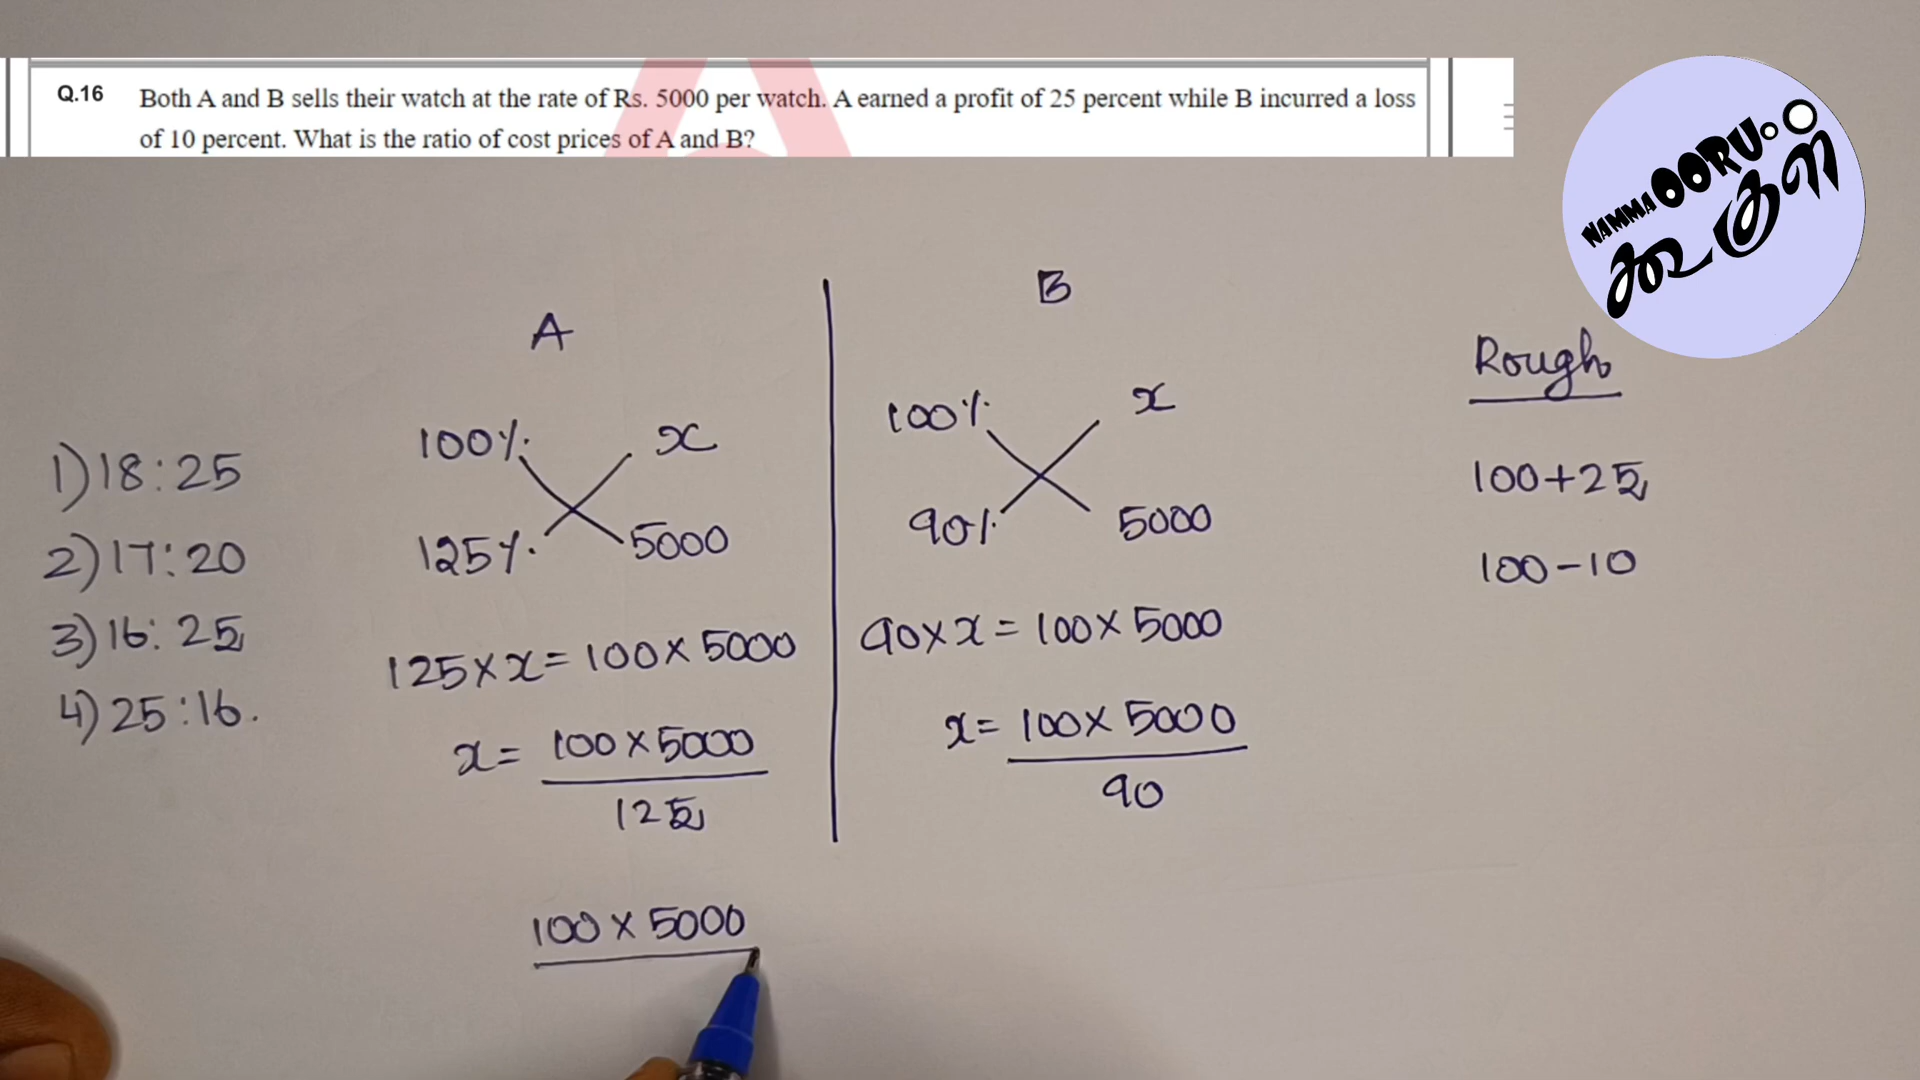 Q.16 Both A and B sells their watch at the rate of Rs. 5000 per watch. A earned a profit of 25 percent while B incurred a loss
of 10 percent. What is the ratio of cost prices of A and B?
NAMMA OORU
குரல்
A
B
Rough
1) 18:25
2) 17:20
3) 16:25
4) 25:16.
100% x
125% 5000
125 × x = 100 × 5000
x = 100 × 5000
125
100 × 5000
100% x
90% 5000
90 × x = 100 × 5000
x = 100 × 5000
90
100+25
100-10